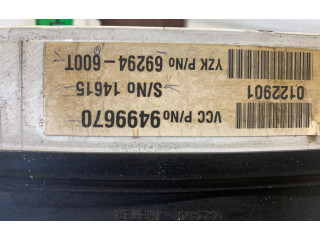 VCC P/No 9499670
S/No 14615
YZK P/No 69294-600T
0122901